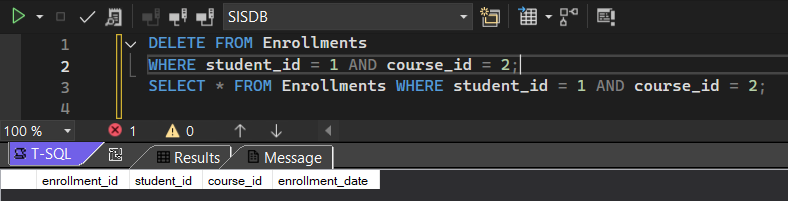 SISDB
1 DELETE FROM Enrollments
2 WHERE student_id = 1 AND course_id = 2;
3 SELECT * FROM Enrollments WHERE student_id = 1 AND course_id = 2;
4
100 % 1 0
T-SQL Results Message
enrollment_id student_id course_id enrollment_date